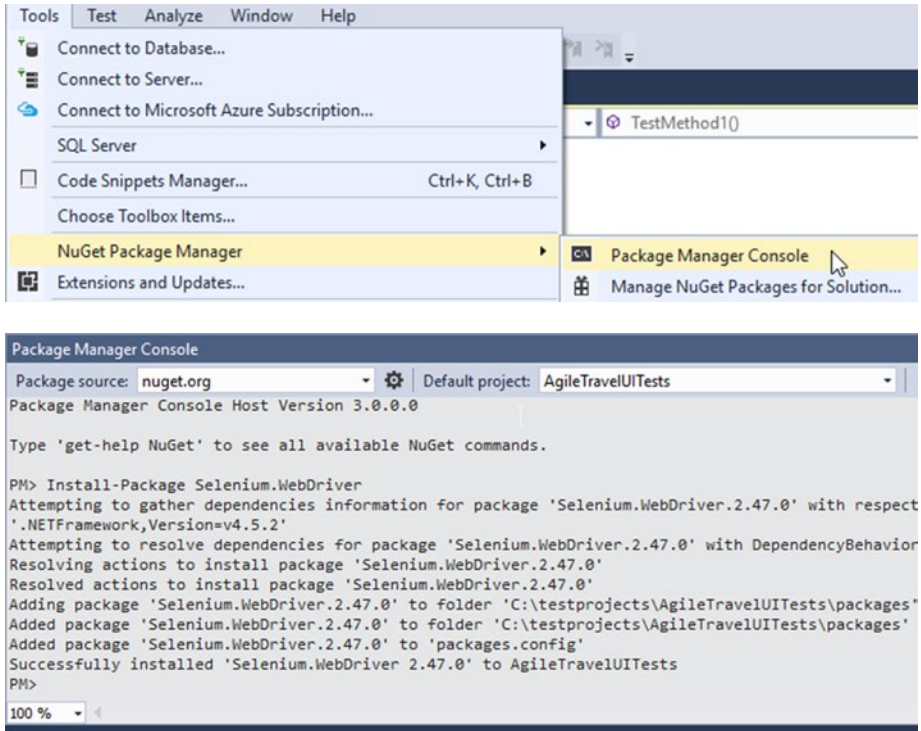 Tools Test Analyze Window Help
Connect to Database...
Connect to Server...
Connect to Microsoft Azure Subscription...
TestMethod1()
SQL Server
Code Snippets Manager... Ctrl+K, Ctrl+B
Choose Toolbox Items...
NuGet Package Manager
Package Manager Console
Extensions and Updates...
Manage NuGet Packages for Solution...
Package Manager Console
Package source: nuget.org Default project: AgileTravelUITests
Package Manager Console Host Version 3.0.0.0
Type 'get-help NuGet' to see all available NuGet commands.
PM> Install-Package Selenium.WebDriver
Attempting to gather dependencies information for package 'Selenium.WebDriver.2.47.0' with respect
'.NETFramework,Version=v4.5.2'
Attempting to resolve dependencies for package 'Selenium.WebDriver.2.47.0' with DependencyBehavior
Resolving actions to install package 'Selenium.WebDriver.2.47.0'
Resolved actions to install package 'Selenium.WebDriver.2.47.0'
Adding package 'Selenium.WebDriver.2.47.0' to folder 'C:\testprojects\AgileTravelUITests\packages'
Added package 'Selenium.WebDriver.2.47.0' to folder 'C:\testprojects\AgileTravelUITests\packages'
Added package 'Selenium.WebDriver.2.47.0' to 'packages.config'
Successfully installed 'Selenium.WebDriver 2.47.0' to AgileTravelUITests
PM>
100 %